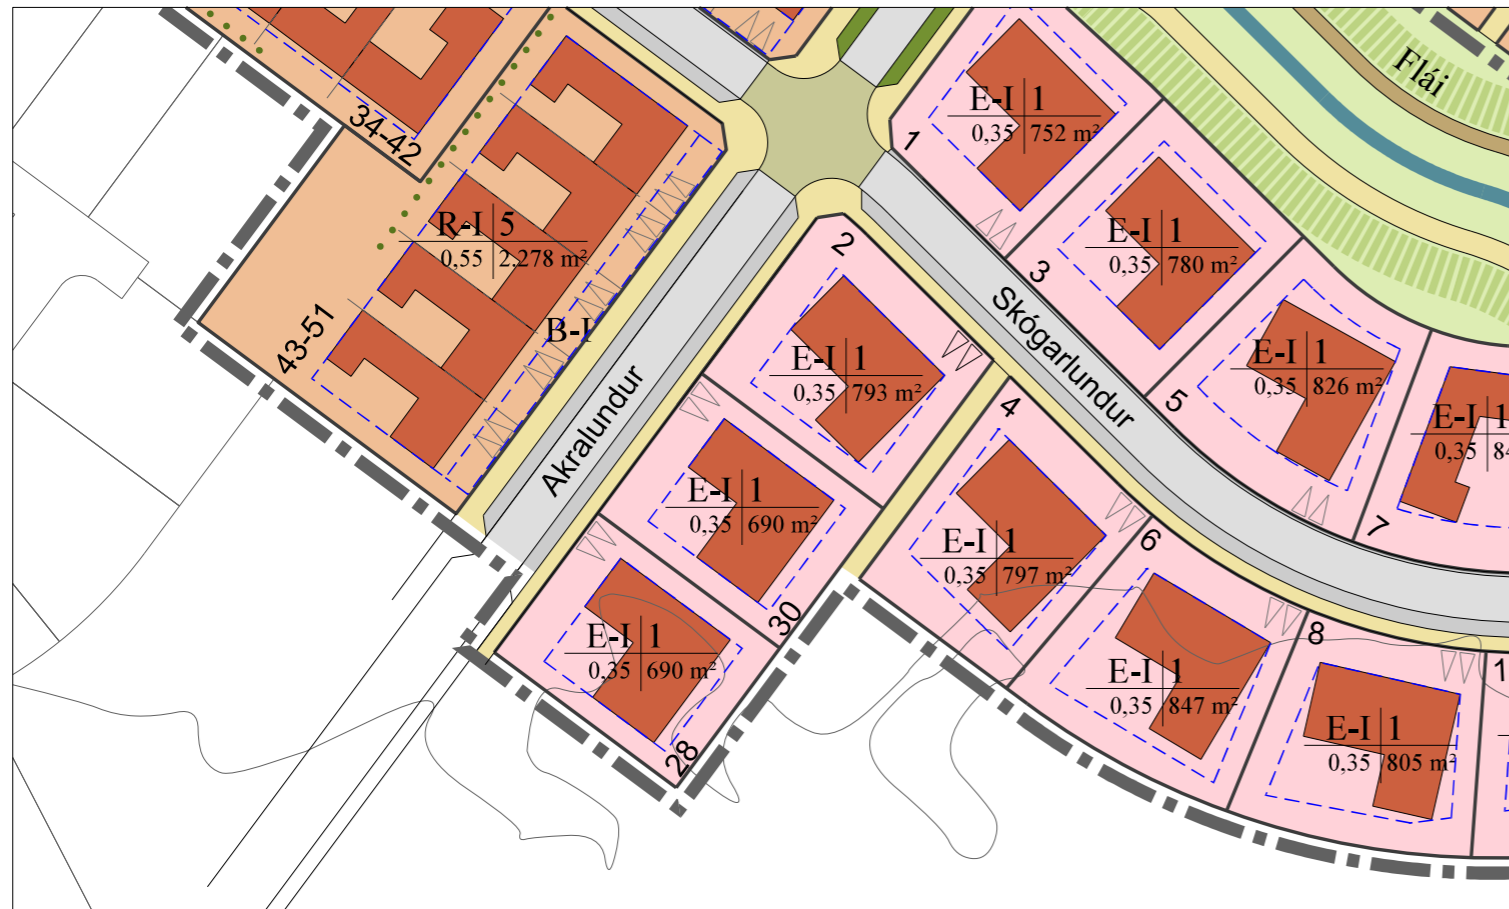 Flái
34-42
R-I 5
0,55 2.278 m²
43-51
B-I
Akralundur
Skógarlundur
1
E-I 1
0,35 752 m²
3
E-I 1
0,35 780 m²
5
E-I 1
0,35 826 m²
7
E-I 1
0,35
2
E-I 1
0,35 793 m²
30
E-I 1
0,35 690 m²
28
E-I 1
0,35 690 m²
4
E-I 1
0,35 797 m²
6
E-I 1
0,35 847 m²
8
E-I 1
0,35 805 m²